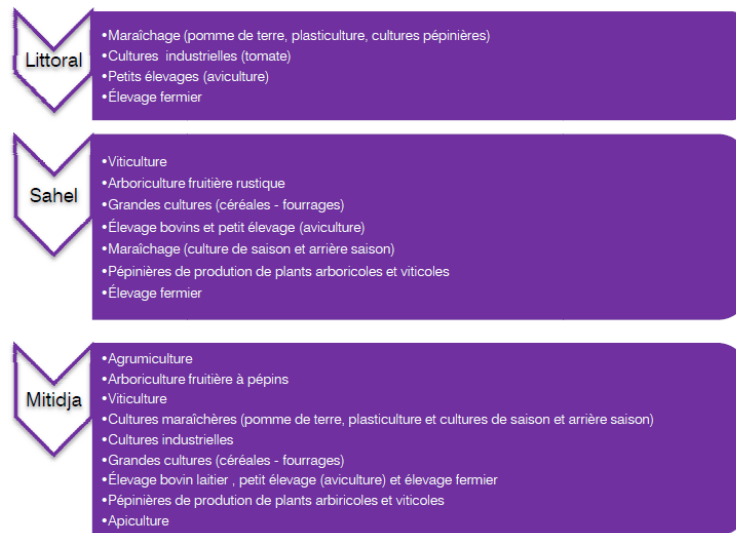 Littoral
•Maraîchage (pomme de terre, plasticulture, cultures pépinières)
•Cultures industrielles (tomate)
•Petits élevages (aviculture)
•Élevage fermier
Sahel
•Viticulture
•Arboriculture fruitière rustique
•Grandes cultures (céréales - fourrages)
•Élevage bovins et petit élevage (aviculture)
•Maraîchage (culture de saison et arrière saison)
•Pépinières de prodution de plants arboricoles et viticoles
•Élevage fermier
Mitidja
•Agrumiculture
•Arboriculture fruitière à pépins
•Viticulture
•Cultures maraîchères (pomme de terre, plasticulture et cultures de saison et arrière saison)
•Cultures industrielles
•Grandes cultures (céréales - fourrages)
•Élevage bovin laitier , petit élevage (aviculture) et élevage fermier
•Pépinières de prodution de plants arbiricoles et viticoles
•Apiculture